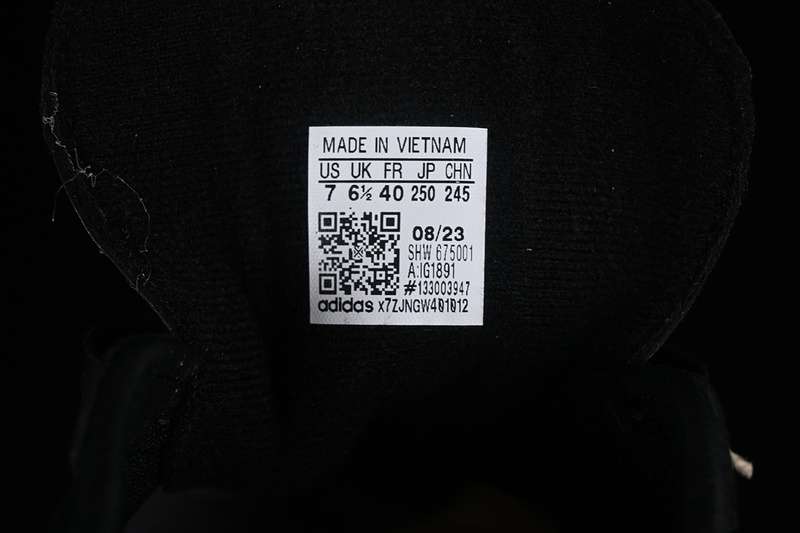 MADE IN VIETNAM
US UK FR JP CHN
7 6½ 40 250 245
08/23
SHW 675001
A:IG1891
#133003947
adidas x7ZJNGW401012